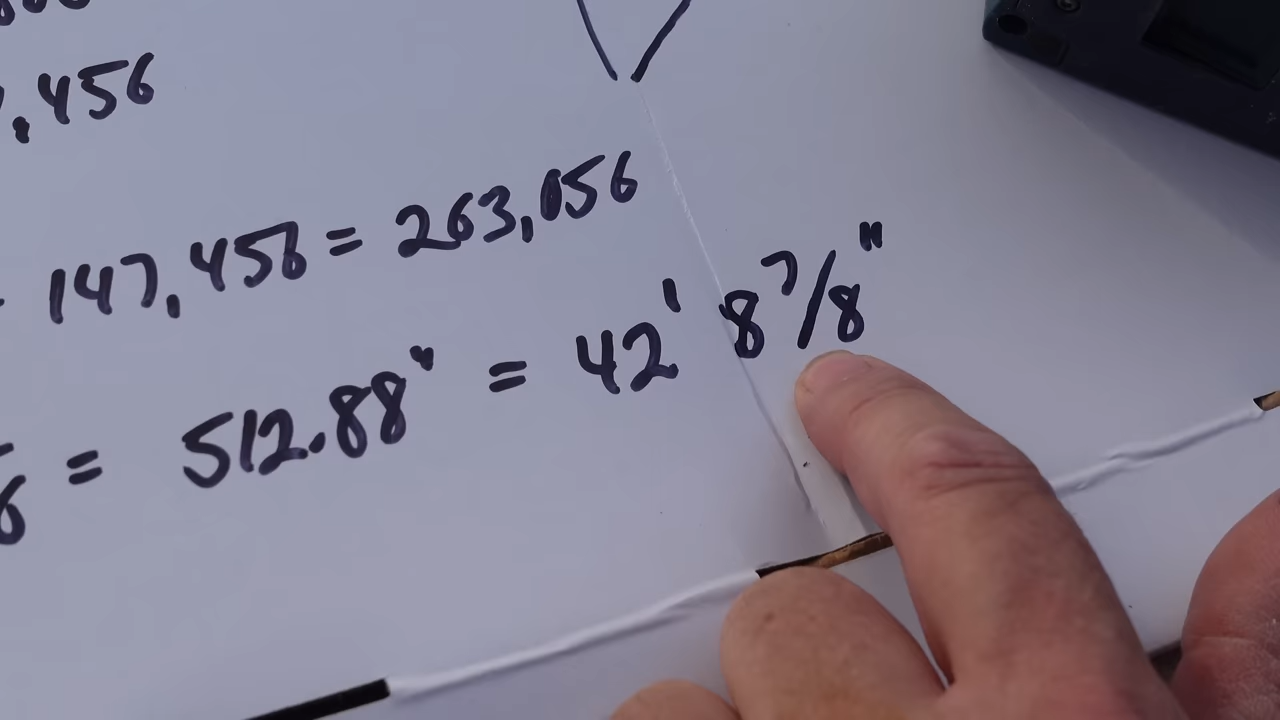 ,456
147,456 = 263,056
= 512.88" = 42' 8 7/8"